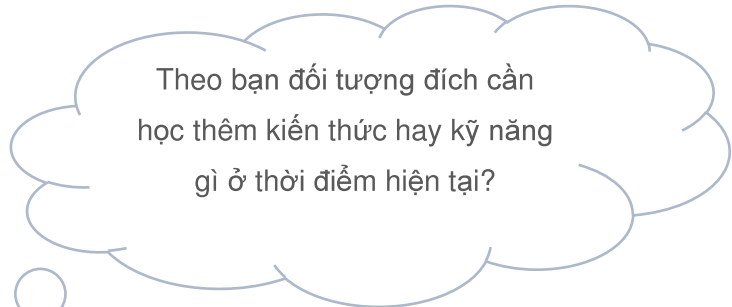 Theo bạn đối tượng đích cần
học thêm kiến thức hay kỹ năng
gì ở thời điểm hiện tại?